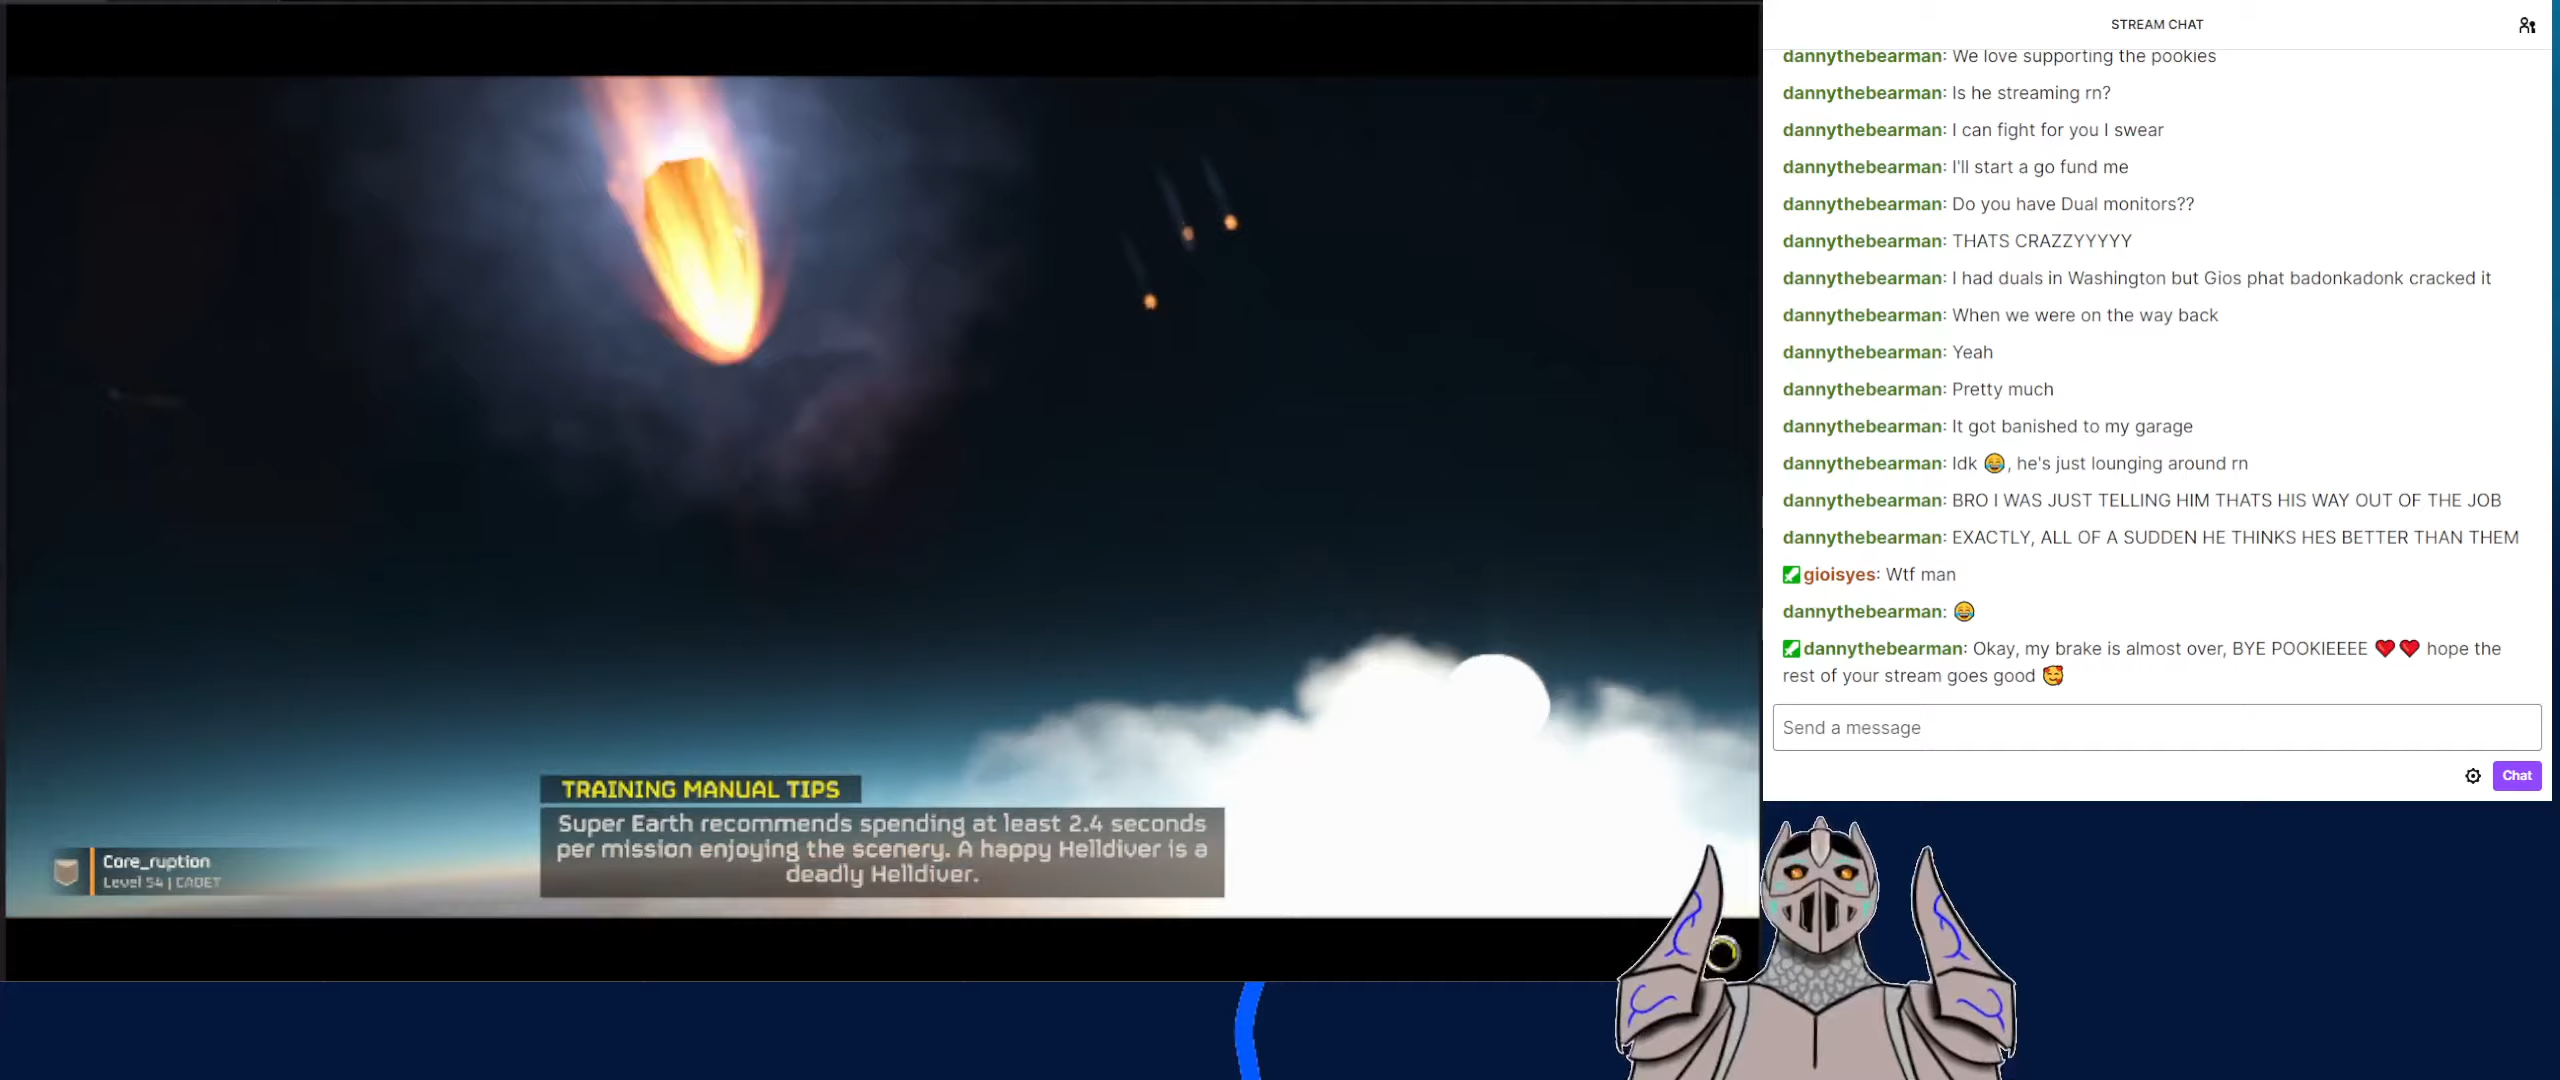 TRAINING MANUAL TIPS
Super Earth recommends spending at least 2.4 seconds
per mission enjoying the scenery. A happy Helldiver is a
deadly Helldiver.
Core_ruption
Level 54 | CADET
STREAM CHAT
dannythebearman: We love supporting the pookies
dannythebearman: Is he streaming rn?
dannythebearman: I can fight for you I swear
dannythebearman: I'll start a go fund me
dannythebearman: Do you have Dual monitors??
dannythebearman: THATS CRAZZYYYYY
dannythebearman: I had duals in Washington but Gios phat badonkadonk cracked it
dannythebearman: When we were on the way back
dannythebearman: Yeah
dannythebearman: Pretty much
dannythebearman: It got banished to my garage
dannythebearman: Idk 😂, he's just lounging around rn
dannythebearman: BRO I WAS JUST TELLING HIM THATS HIS WAY OUT OF THE JOB
dannythebearman: EXACTLY, ALL OF A SUDDEN HE THINKS HES BETTER THAN THEM
gioisyes: Wtf man
dannythebearman: 😂
dannythebearman: Okay, my brake is almost over, BYE POOKIEEEE ❤️❤️ hope the
rest of your stream goes good 🥰
Send a message
Chat